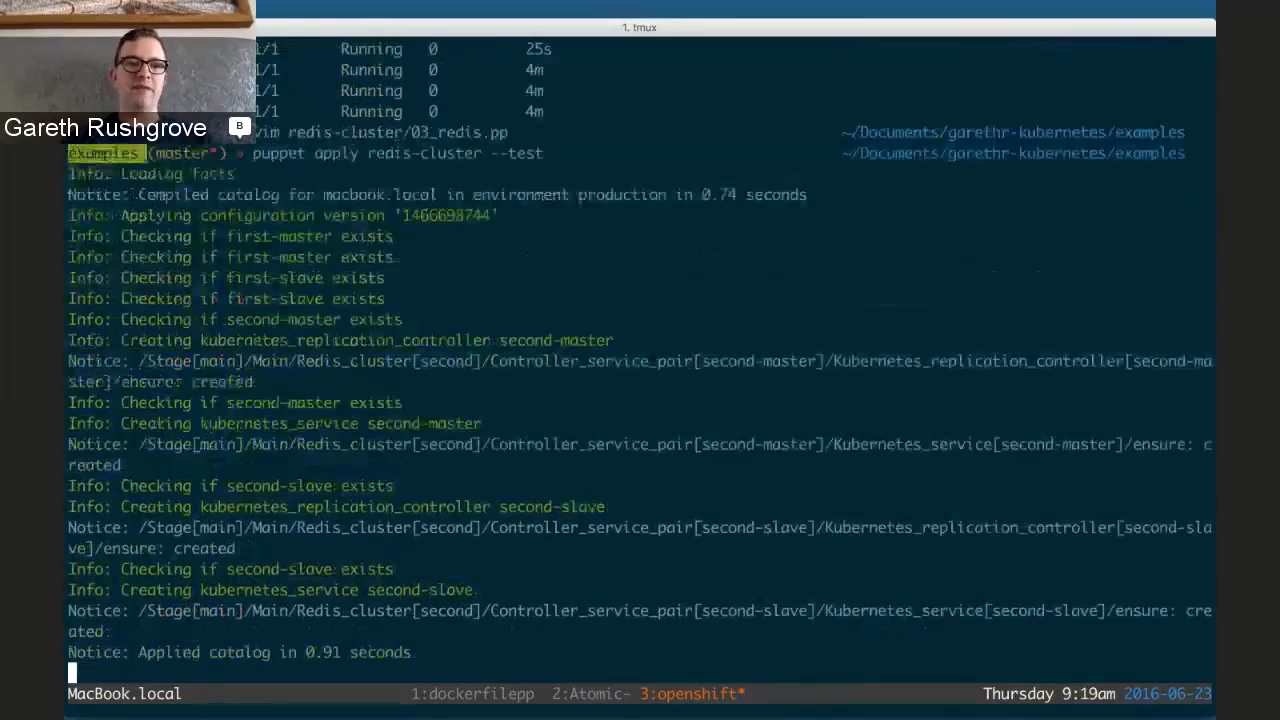 1. tmux
1/1 Running 0 25s
1/1 Running 0 4m
1/1 Running 0 4m
1/1 Running 0 4m
Gareth Rushgrove B
vim redis-cluster/03_redis.pp ~/Documents/garethr-kubernetes/examples
examples (master*) puppet apply redis-cluster --test ~/Documents/garethr-kubernetes/examples
Info: Loading facts
Notice: Compiled catalog for macbook.local in environment production in 0.74 seconds
Info: Applying configuration version '1466698744'
Info: Checking if first-master exists
Info: Checking if first-master exists
Info: Checking if first-slave exists
Info: Checking if first-slave exists
Info: Checking if second-master exists
Info: Creating kubernetes_replication_controller second-master
Notice: /Stage[main]/Main/Redis_cluster[second]/Controller_service_pair[second-master]/Kubernetes_replication_controller[second-ma
ster]/ensure: created
Info: Checking if second-master exists
Info: Creating kubernetes_service second-master
Notice: /Stage[main]/Main/Redis_cluster[second]/Controller_service_pair[second-master]/Kubernetes_service[second-master]/ensure: c
reated
Info: Checking if second-slave exists
Info: Creating kubernetes_replication_controller second-slave
Notice: /Stage[main]/Main/Redis_cluster[second]/Controller_service_pair[second-slave]/Kubernetes_replication_controller[second-sla
ve]/ensure: created
Info: Checking if second-slave exists
Info: Creating kubernetes_service second-slave
Notice: /Stage[main]/Main/Redis_cluster[second]/Controller_service_pair[second-slave]/Kubernetes_service[second-slave]/ensure: cre
ated
Notice: Applied catalog in 0.91 seconds
MacBook.local 1:dockerfilepp 2:Atomic- 3:openshift* Thursday 9:19am 2016-06-23